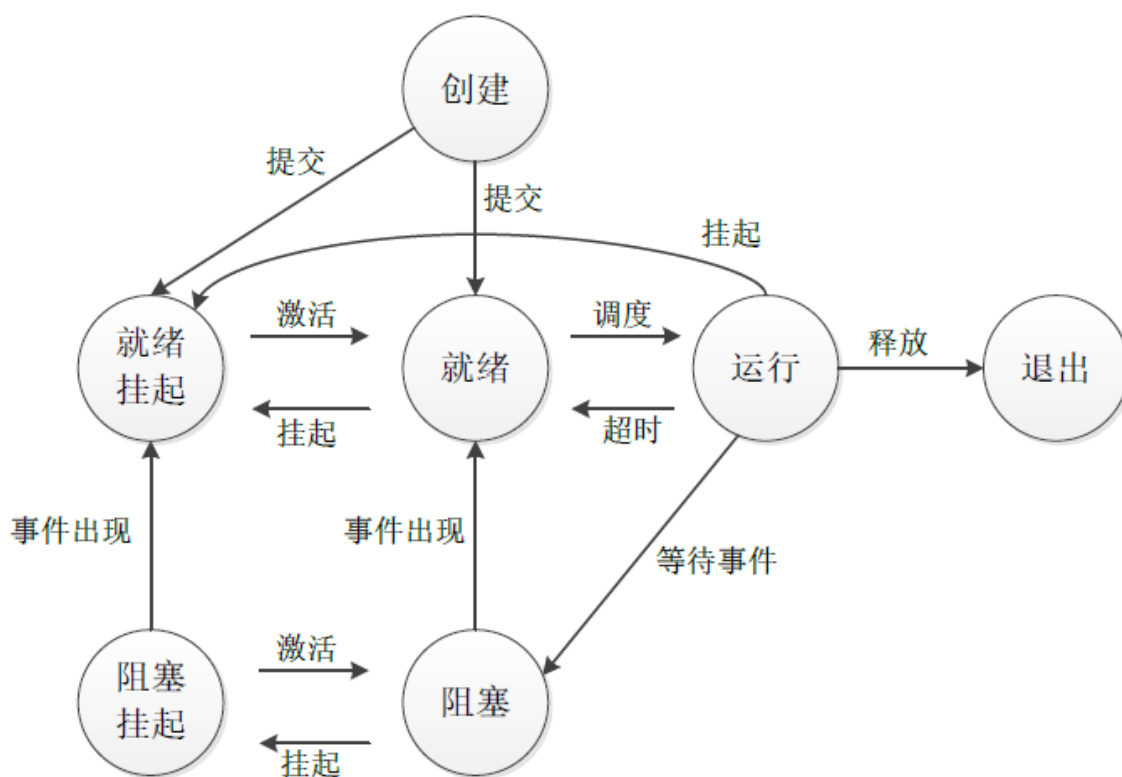 创建
提交
提交
挂起
就绪
挂起
激活
挂起
就绪
调度
超时
运行
释放
退出
事件出现
事件出现
等待事件
阻塞
挂起
激活
挂起
阻塞